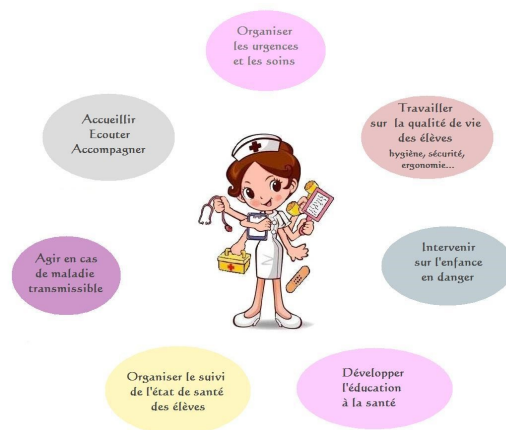 Organiser
les urgences
et les soins
Accueillir
Ecouter
Accompagner
Travailler
sur la qualité de vie
des élèves
hygiène, sécurité,
ergonomie...
Agir en cas
de maladie
transmissible
Intervenir
sur l'enfance
en danger
Organiser le suivi
de l'état de santé
des élèves
Développer
l'éducation
à la santé